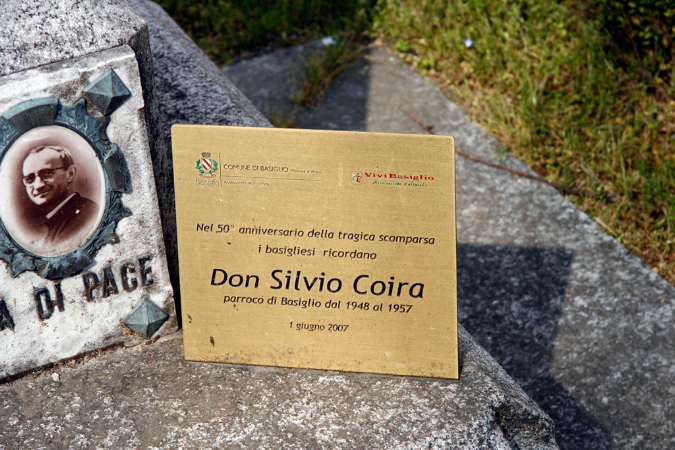 COMUNE DI BASIGLIO
Basiglio
ViviBasiglio
Nel 50° anniversario della tragica scomparsa
i basigliesi ricordano
Don Silvio Coira
parroco di Basiglio dal 1948 al 1957
1 giugno 2007
A DI PACE